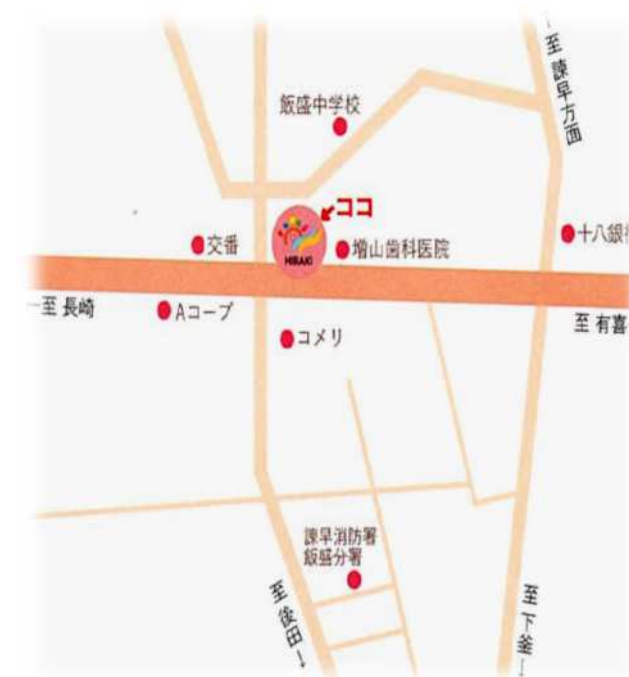 至 諫早方面
飯盛中学校
ココ
交番
HIRAKI
増山歯科医院
十八銀
至 長崎
Aコープ
コメリ
至 有喜
諫早消防署
飯盛分署
至 後田
至 下釜